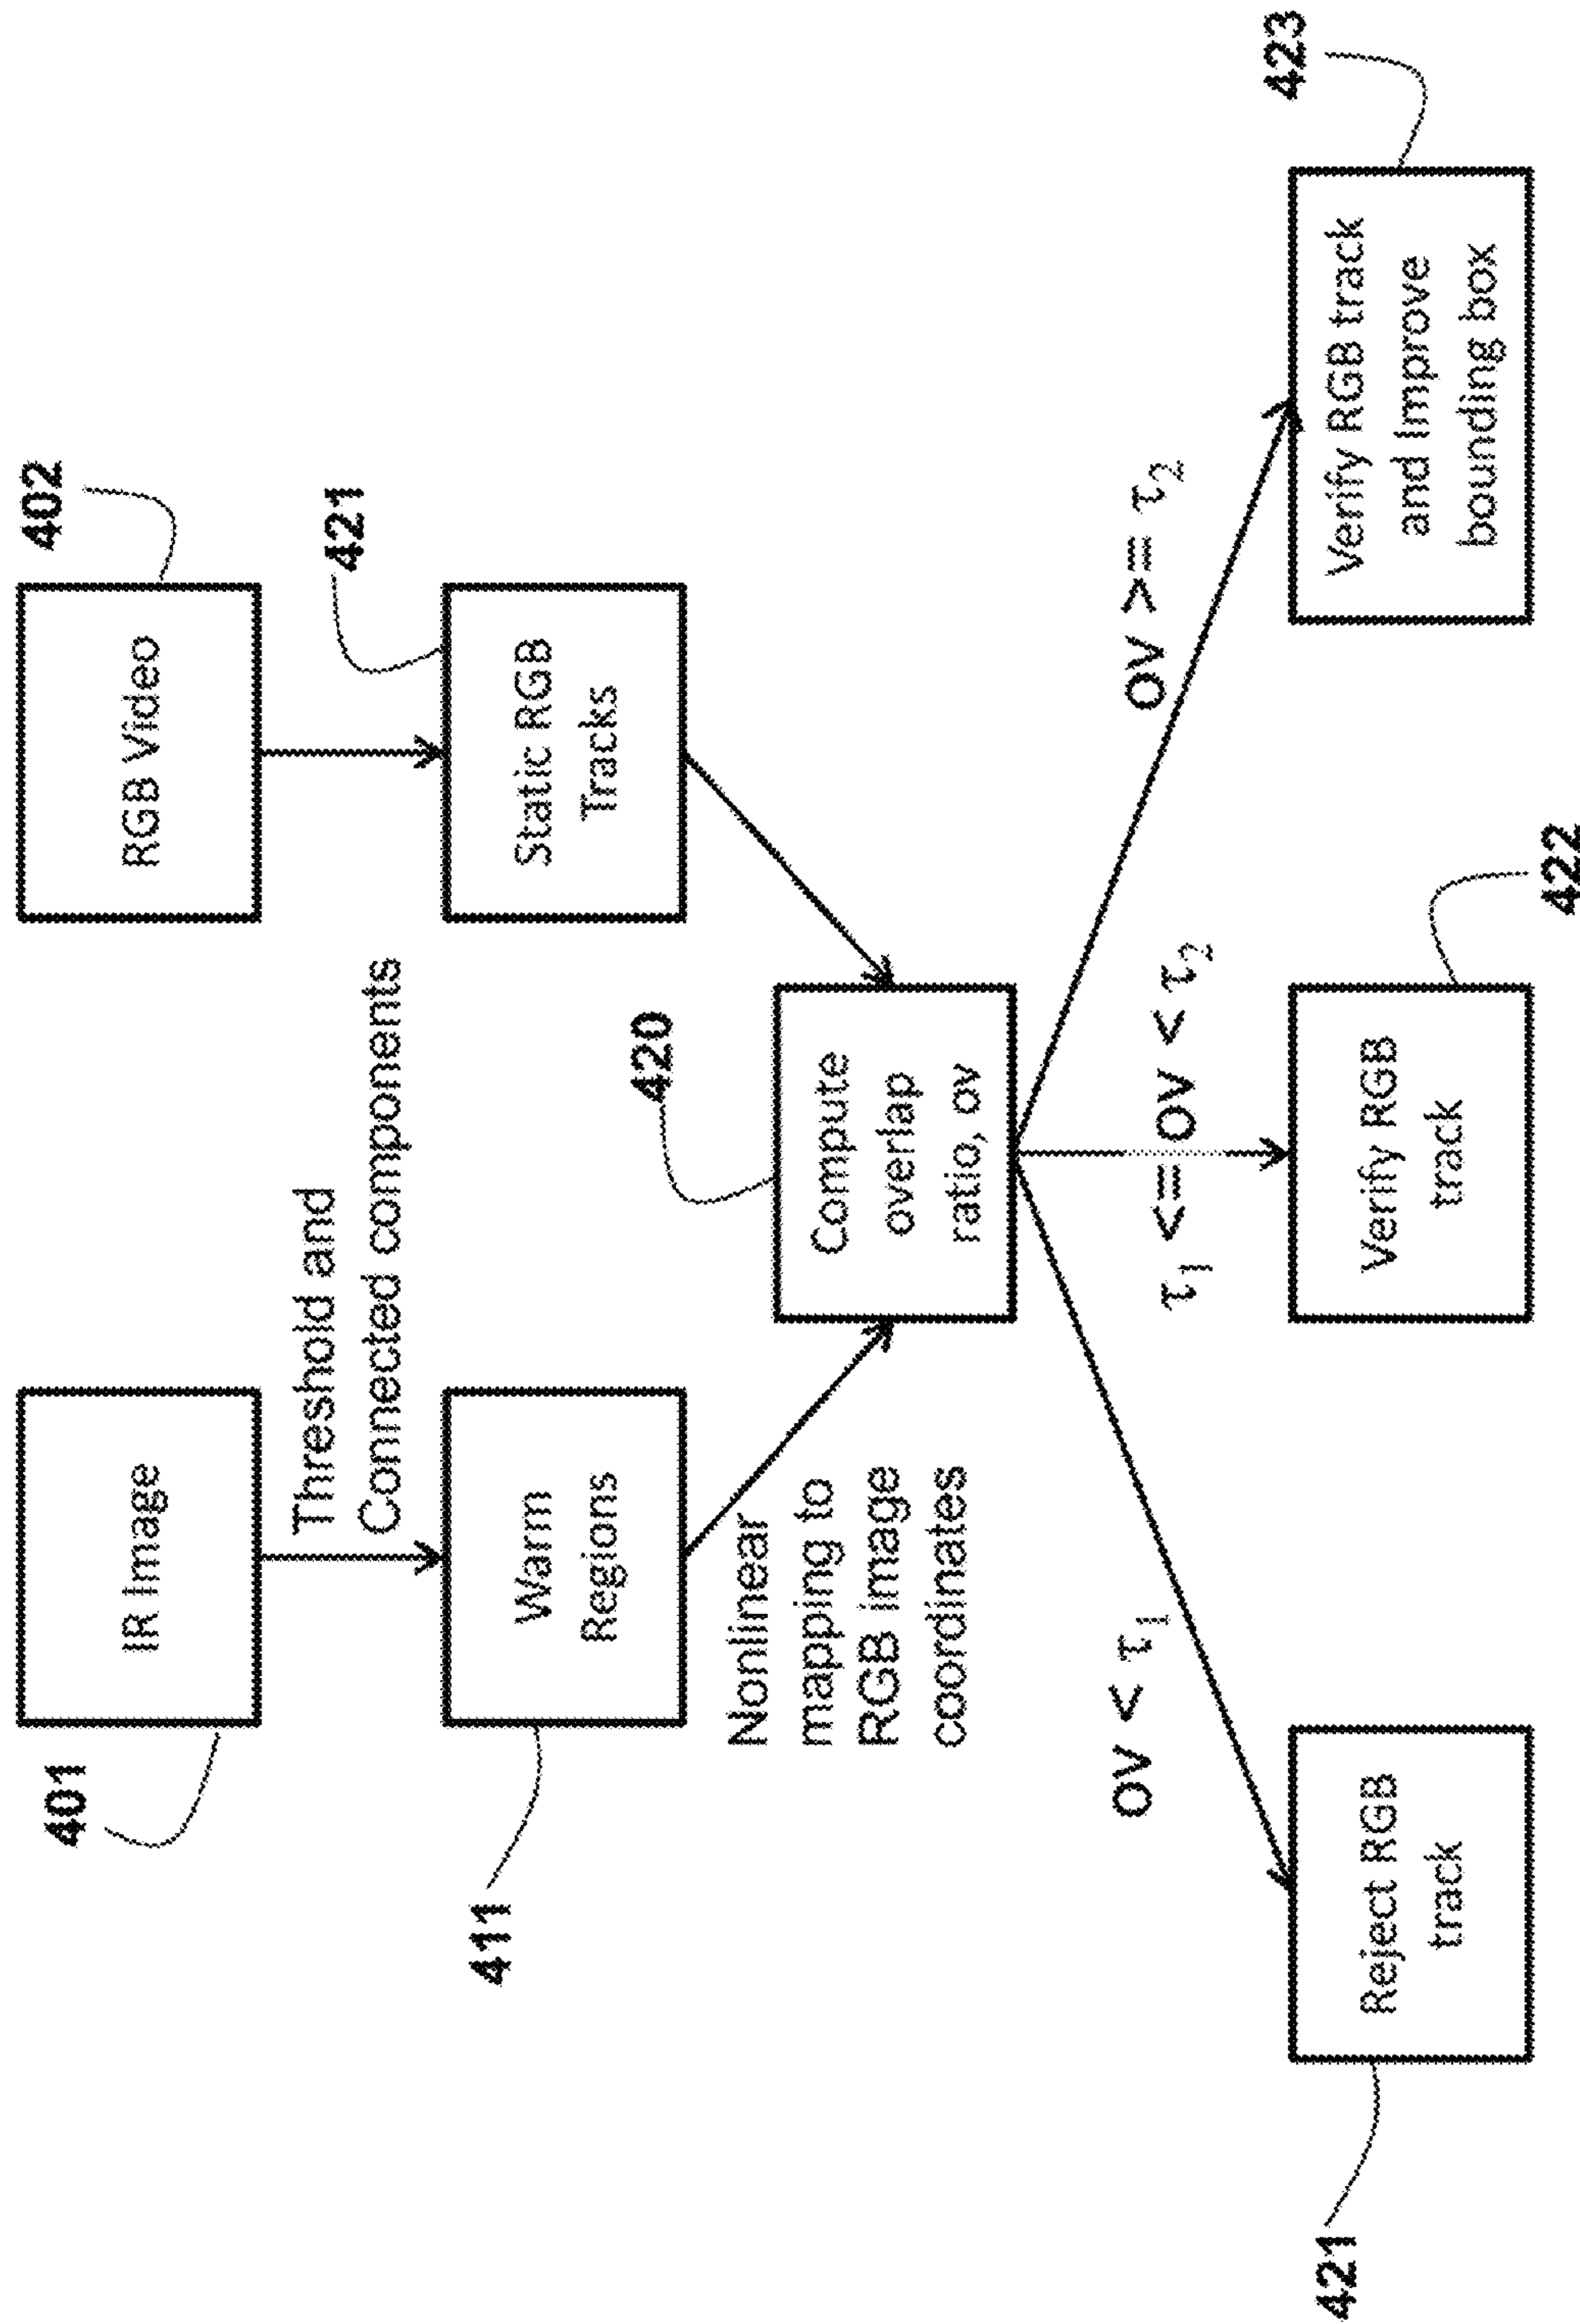 401
IR Image
RGB Video
402
Threshold and
Connected components
421
411
Warm
Regions
Static RGB
Tracks
420
Nonlinear
mapping to
RGB image
coordinates
Compute
overlap
ratio, ov
ov < τ₁
τ₁ <= ov < τ₂
ov >= τ₂
421
Reject RGB
track
Verify RGB
track
422
Verify RGB track
and Improve
bounding box
423